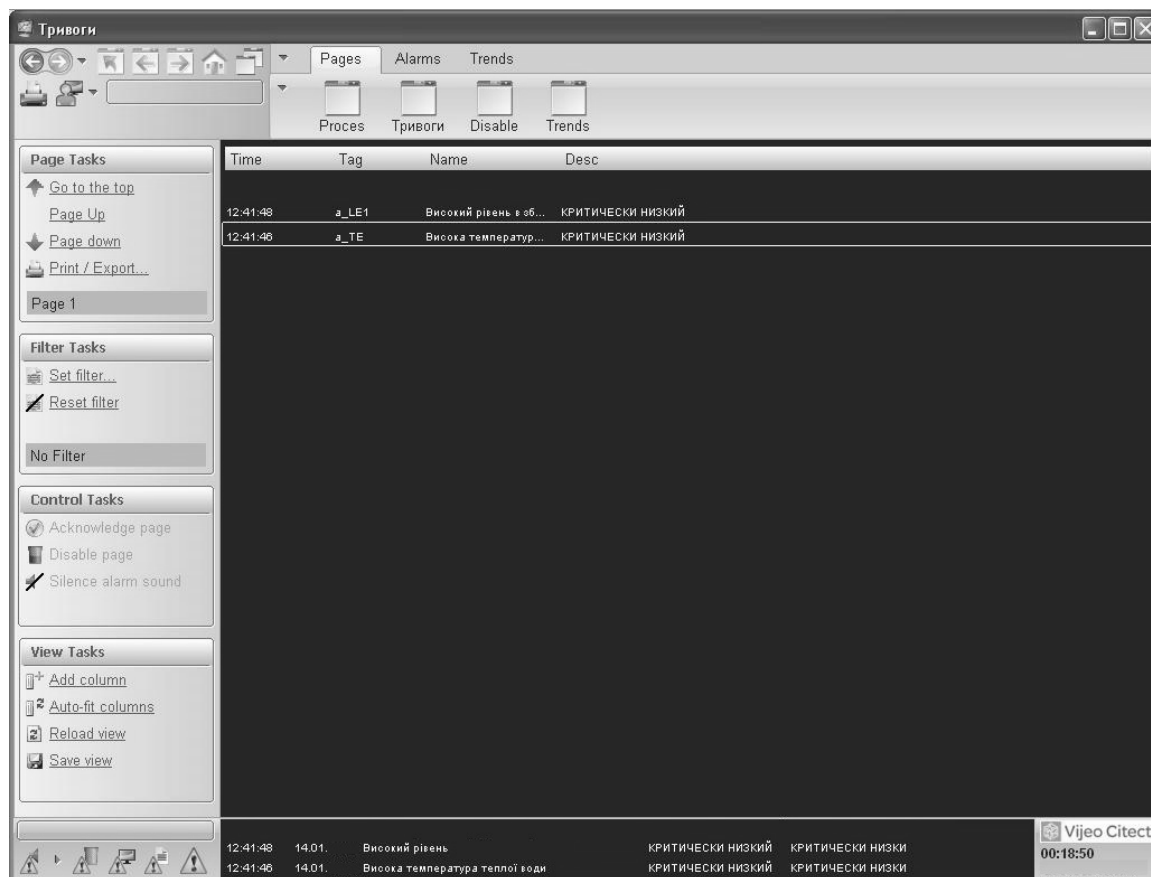 Тривоги
Pages Alarms Trends
Proces Тривоги Disable Trends
Page Tasks
Go to the top
Page Up
Page down
Print / Export...
Page 1
Filter Tasks
Set filter...
Reset filter
No Filter
Control Tasks
Acknowledge page
Disable page
Silence alarm sound
View Tasks
Add column
Auto-fit columns
Reload view
Save view
Time Tag Name Desc
12:41:48 a_LE1 Високий рівень в зб... КРИТИЧЕСКИ НИЗКИЙ
12:41:46 a_TE Висока температур... КРИТИЧЕСКИ НИЗКИЙ
12:41:48 14.01. Високий рівень КРИТИЧЕСКИ НИЗКИЙ КРИТИЧЕСКИ НИЗКИ
12:41:46 14.01. Висока температура теплої води КРИТИЧЕСКИ НИЗКИЙ КРИТИЧЕСКИ НИЗКИ
Vijeo Citect
00:18:50